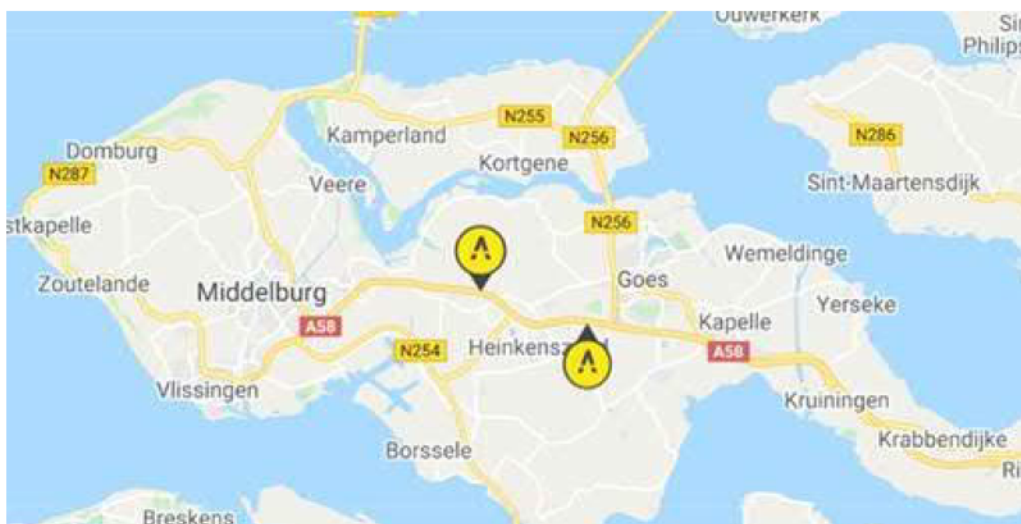 Ouwerkerk
N255
N256
Kamperland
N286
Domburg
Kortgene
N287
Veere
Sint-Maartensdijk
N256
Wemeldinge
Goes
Zoutelande
Middelburg
Yerseke
A58
Kapelle
N254
Heinkens
A58
Vlissingen
Kruiningen
Krabbendijke
Borssele
Breskens